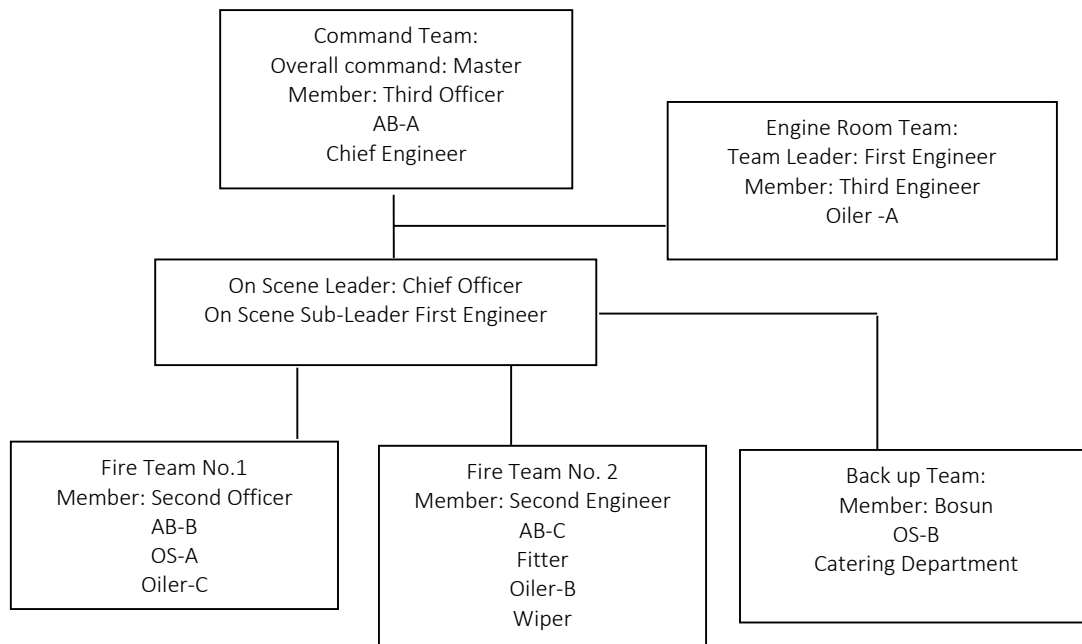 Command Team:
Overall command: Master
Member: Third Officer
AB-A
Chief Engineer
Engine Room Team:
Team Leader: First Engineer
Member: Third Engineer
Oiler -A
On Scene Leader: Chief Officer
On Scene Sub-Leader First Engineer
Fire Team No.1
Member: Second Officer
AB-B
OS-A
Oiler-C
Fire Team No. 2
Member: Second Engineer
AB-C
Fitter
Oiler-B
Wiper
Back up Team:
Member: Bosun
OS-B
Catering Department